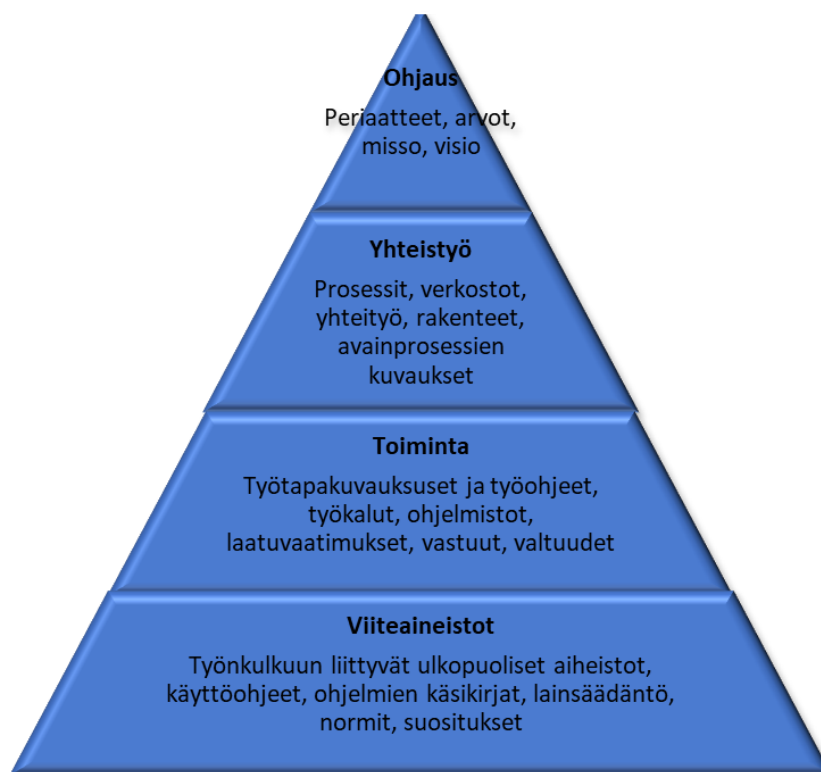 Ohjaus
Periaatteet, arvot,
misso, visio
Yhteistyö
Prosessit, verkostot,
yhteityö, rakenteet,
avainprosessien
kuvaukset
Toiminta
Työtapakuvauksuset ja työohjeet,
työkalut, ohjelmistot,
laatuvaatimukset, vastuut, valtuudet
Viiteaineistot
Työnkulkuun liittyvät ulkopuoliset aiheistot,
käyttöohjeet, ohjelmien käsikirjat, lainsäädäntö,
normit, suositukset